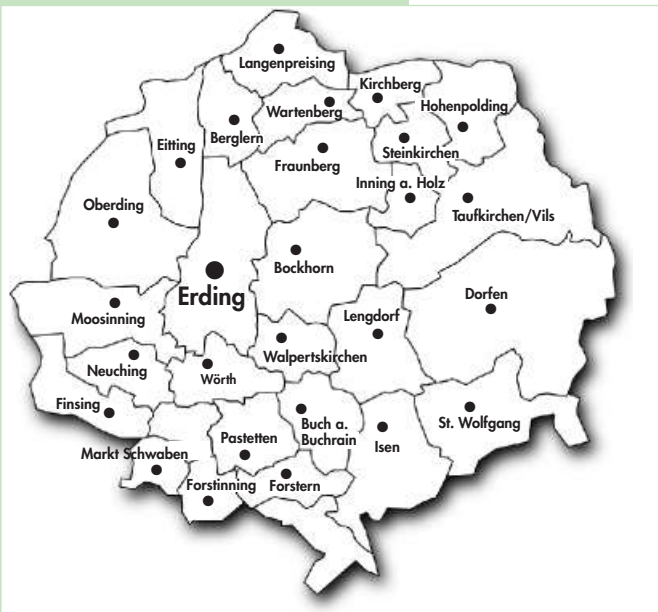 Langenpreising
Kirchberg
Wartenberg
Hohenpolding
Berglern
Steinkirchen
Eitting
Fraunberg
Inning a. Holz
Oberding
Taufkirchen/Vils
Bockhorn
Erding
Dorfen
Moosinning
Lengdorf
Walpertskirchen
Neuching
Wörth
Finsing
Buch a.
Buchrain
St. Wolfgang
Pastetten
Isen
Markt Schwaben
Forstinning
Forstern